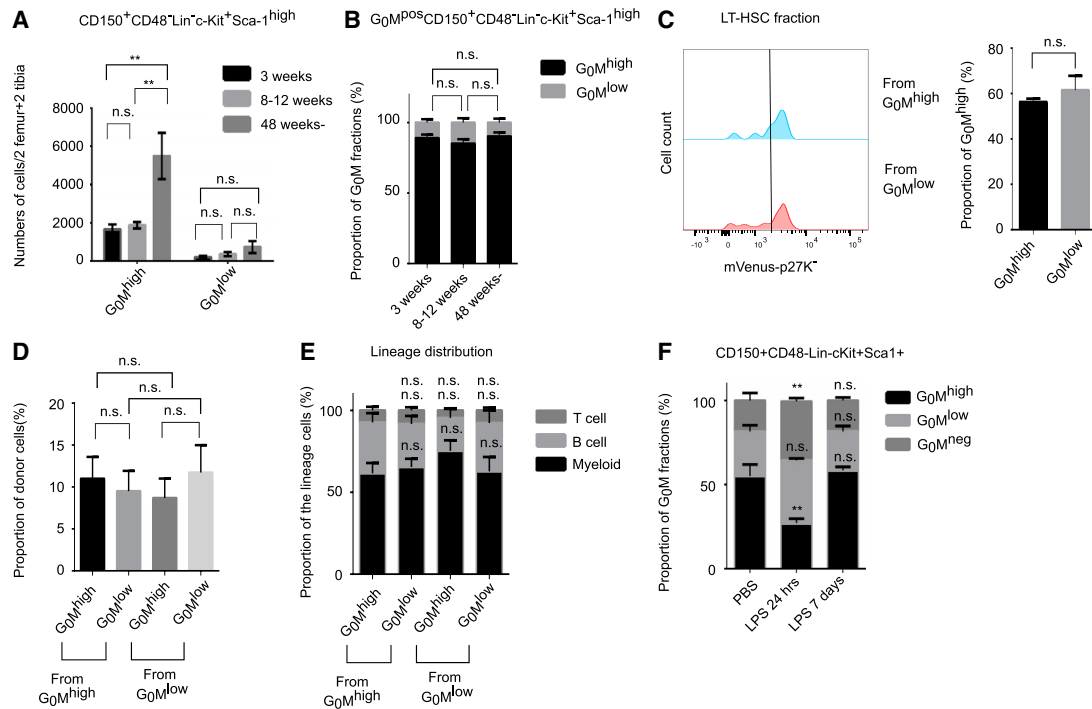 A
CD150+CD48-Lin-c-Kit+Sca-1high
**
**
n.s.
n.s.
n.s.
n.s.
3 weeks
8-12 weeks
48 weeks-
Numbers of cells/2 femur+2 tibia
8000
6000
4000
2000
0
G0Mhigh
G0Mlow
B
G0MposCD150+CD48-Lin-c-Kit+Sca-1high
n.s.
n.s.
n.s.
G0Mhigh
G0Mlow
Proportion of G0M fractions (%)
100
50
0
3 weeks
8-12 weeks
48 weeks-
C
LT-HSC fraction
Cell count
From
G0Mhigh
From
G0Mlow
-10 3
0
10 3
10 4
10 5
mVenus-p27K-
n.s.
Proportion of G0Mhigh (%)
80
60
40
20
0
G0Mhigh
G0Mlow
D
n.s.
n.s.
n.s.
n.s.
Proportion of donor cells(%)
20
15
10
5
0
G0Mhigh
G0Mlow
G0Mhigh
G0Mlow
From
G0Mhigh
From
G0Mlow
E
Lineage distribution
n.s.
n.s.
n.s.
n.s.
n.s.
n.s.
n.s.
n.s.
n.s.
T cell
B cell
Myeloid
Proportion of the lineage cells (%)
100
50
0
G0Mhigh
G0Mlow
G0Mhigh
G0Mlow
From
G0Mhigh
From
G0Mlow
F
CD150+CD48-Lin-cKit+Sca1+
**
n.s.
n.s.
n.s.
n.s.
**
G0Mhigh
G0Mlow
G0Mneg
Proportion of G0M fractions (%)
100
50
0
PBS
LPS 24 hrs
LPS 7 days